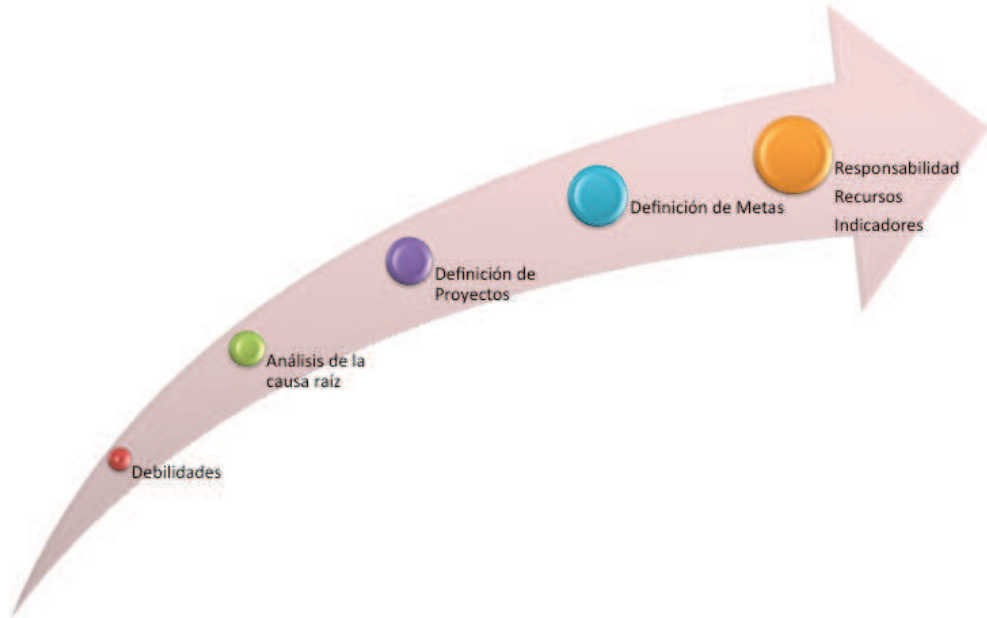 Debilidades
Análisis de la
causa raíz
Definición de
Proyectos
Definición de Metas
Responsabilidad
Recursos
Indicadores